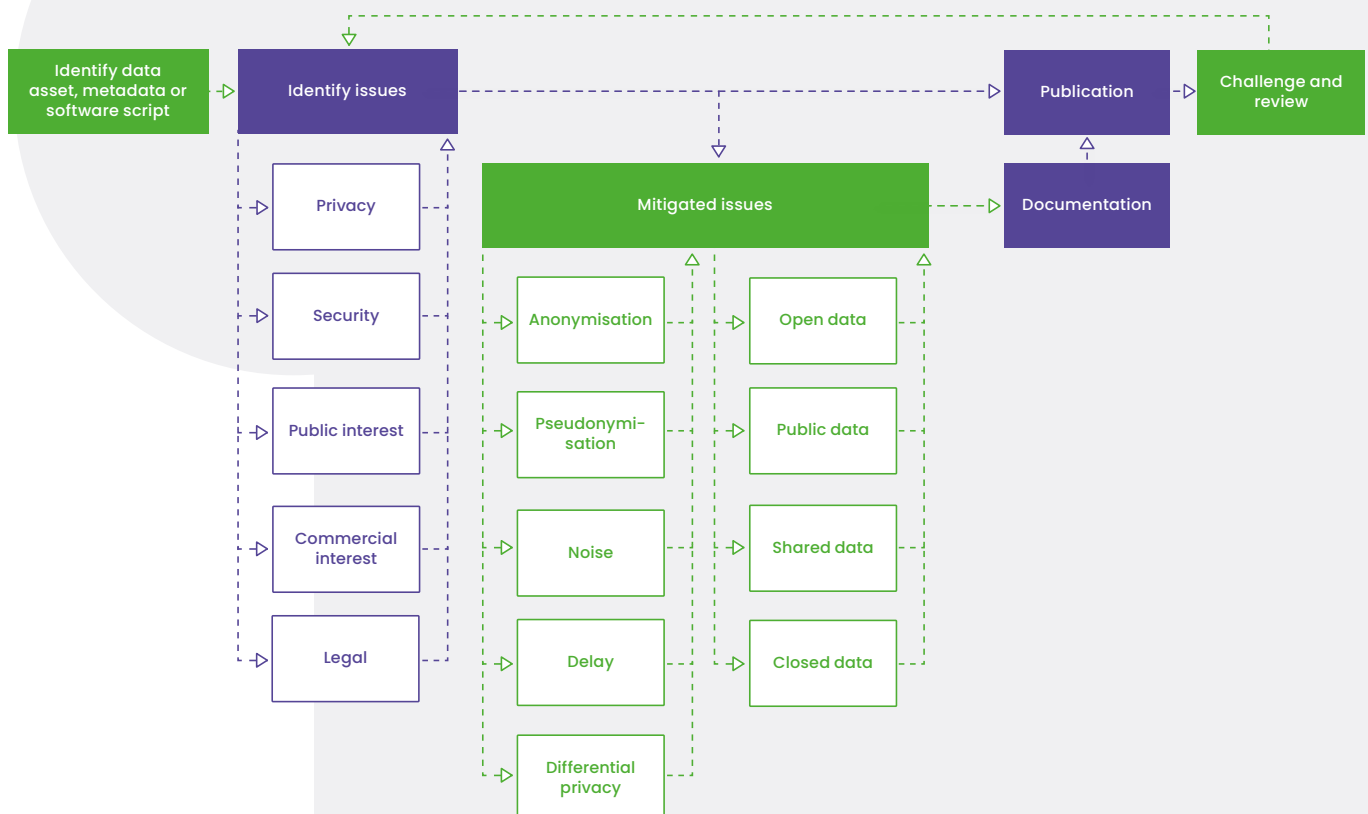 Identify data
asset, metadata or
software script
Identify issues
Publication
Challenge and
review
Privacy
Security
Public interest
Commercial
interest
Legal
Mitigated issues
Documentation
Anonymisation
Pseudonymi-
sation
Noise
Delay
Differential
privacy
Open data
Public data
Shared data
Closed data